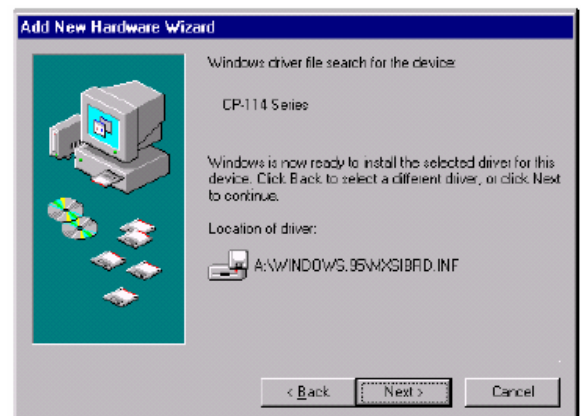 Add New Hardware Wizard
Windows driver file search for the device:
CP-114 Series
Windows is now ready to install the selected driver for this
device. Click Back to select a different driver, or click Next
to continue.
Location of driver:
A:\WINDOWS.95\MXSIBRD.INF
< Back
Next >
Cancel